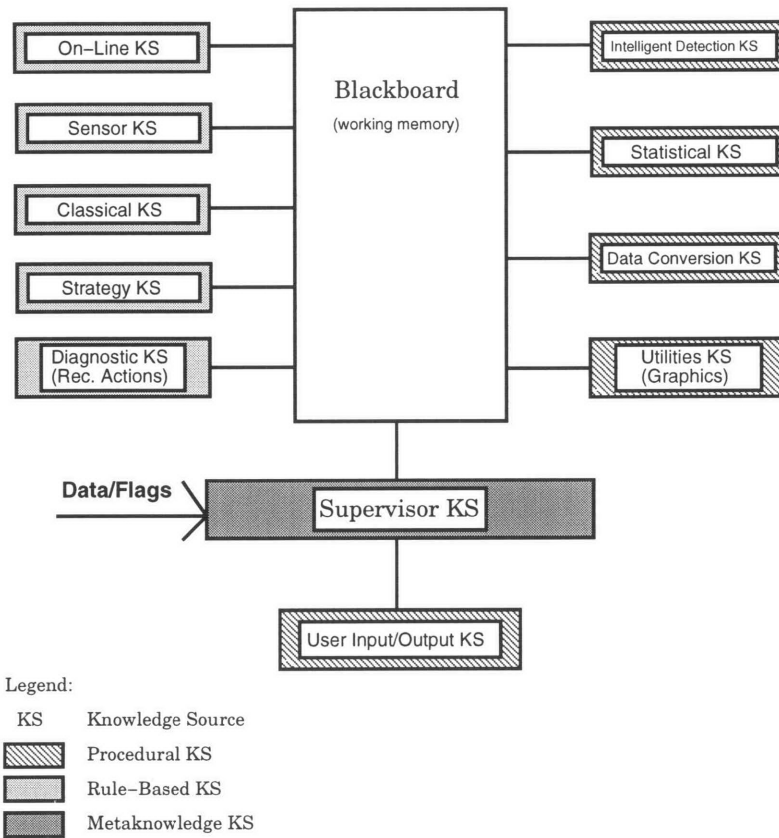 On–Line KS
Sensor KS
Classical KS
Strategy KS
Diagnostic KS
(Rec. Actions)
Blackboard
(working memory)
Intelligent Detection KS
Statistical KS
Data Conversion KS
Utilities KS
(Graphics)
Data/Flags
Supervisor KS
User Input/Output KS
Legend:
KS Knowledge Source
Procedural KS
Rule–Based KS
Metaknowledge KS